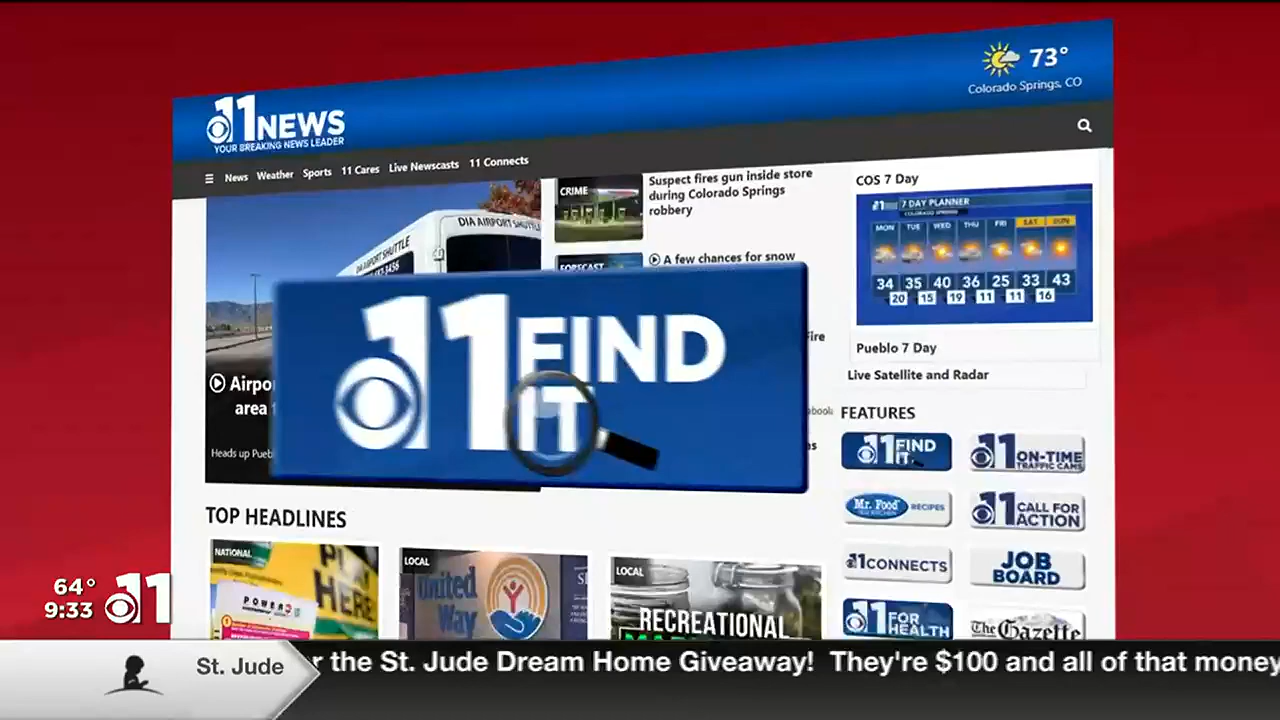 73°
Colorado Springs, CO
11 NEWS
YOUR BREAKING NEWS LEADER
News Weather Sports 11 Cares Live Newscasts 11 Connects
DIA AIRPORT SHUTTLE
DIA AIRPORT SHUTTLE
CRIME
Suspect fires gun inside store
during Colorado Springs
robbery
FORECAST
A few chances for snow
COS 7 Day
11 7 DAY PLANNER
COLORADO SPRINGS
MON TUE WED THU FRI SAT SUN
34 35 40 36 25 33 43
20 15 19 11 11 16
Pueblo 7 Day
Live Satellite and Radar
11 FIND
IT
Airpo
area
Heads up Pueb
FEATURES
11 FIND
IT
11 ON-TIME
TRAFFIC CAMS
Mr. Food
RECIPES
11 CALL FOR
ACTION
11 CONNECTS
JOB
BOARD
11 FOR
HEALTH
The Gazette
TOP HEADLINES
NATIONAL
HERE
POWER
LOCAL
United
Way
LOCAL
RECREATIONAL
64°
9:33
11
St. Jude
r the St. Jude Dream Home Giveaway! They're $100 and all of that money